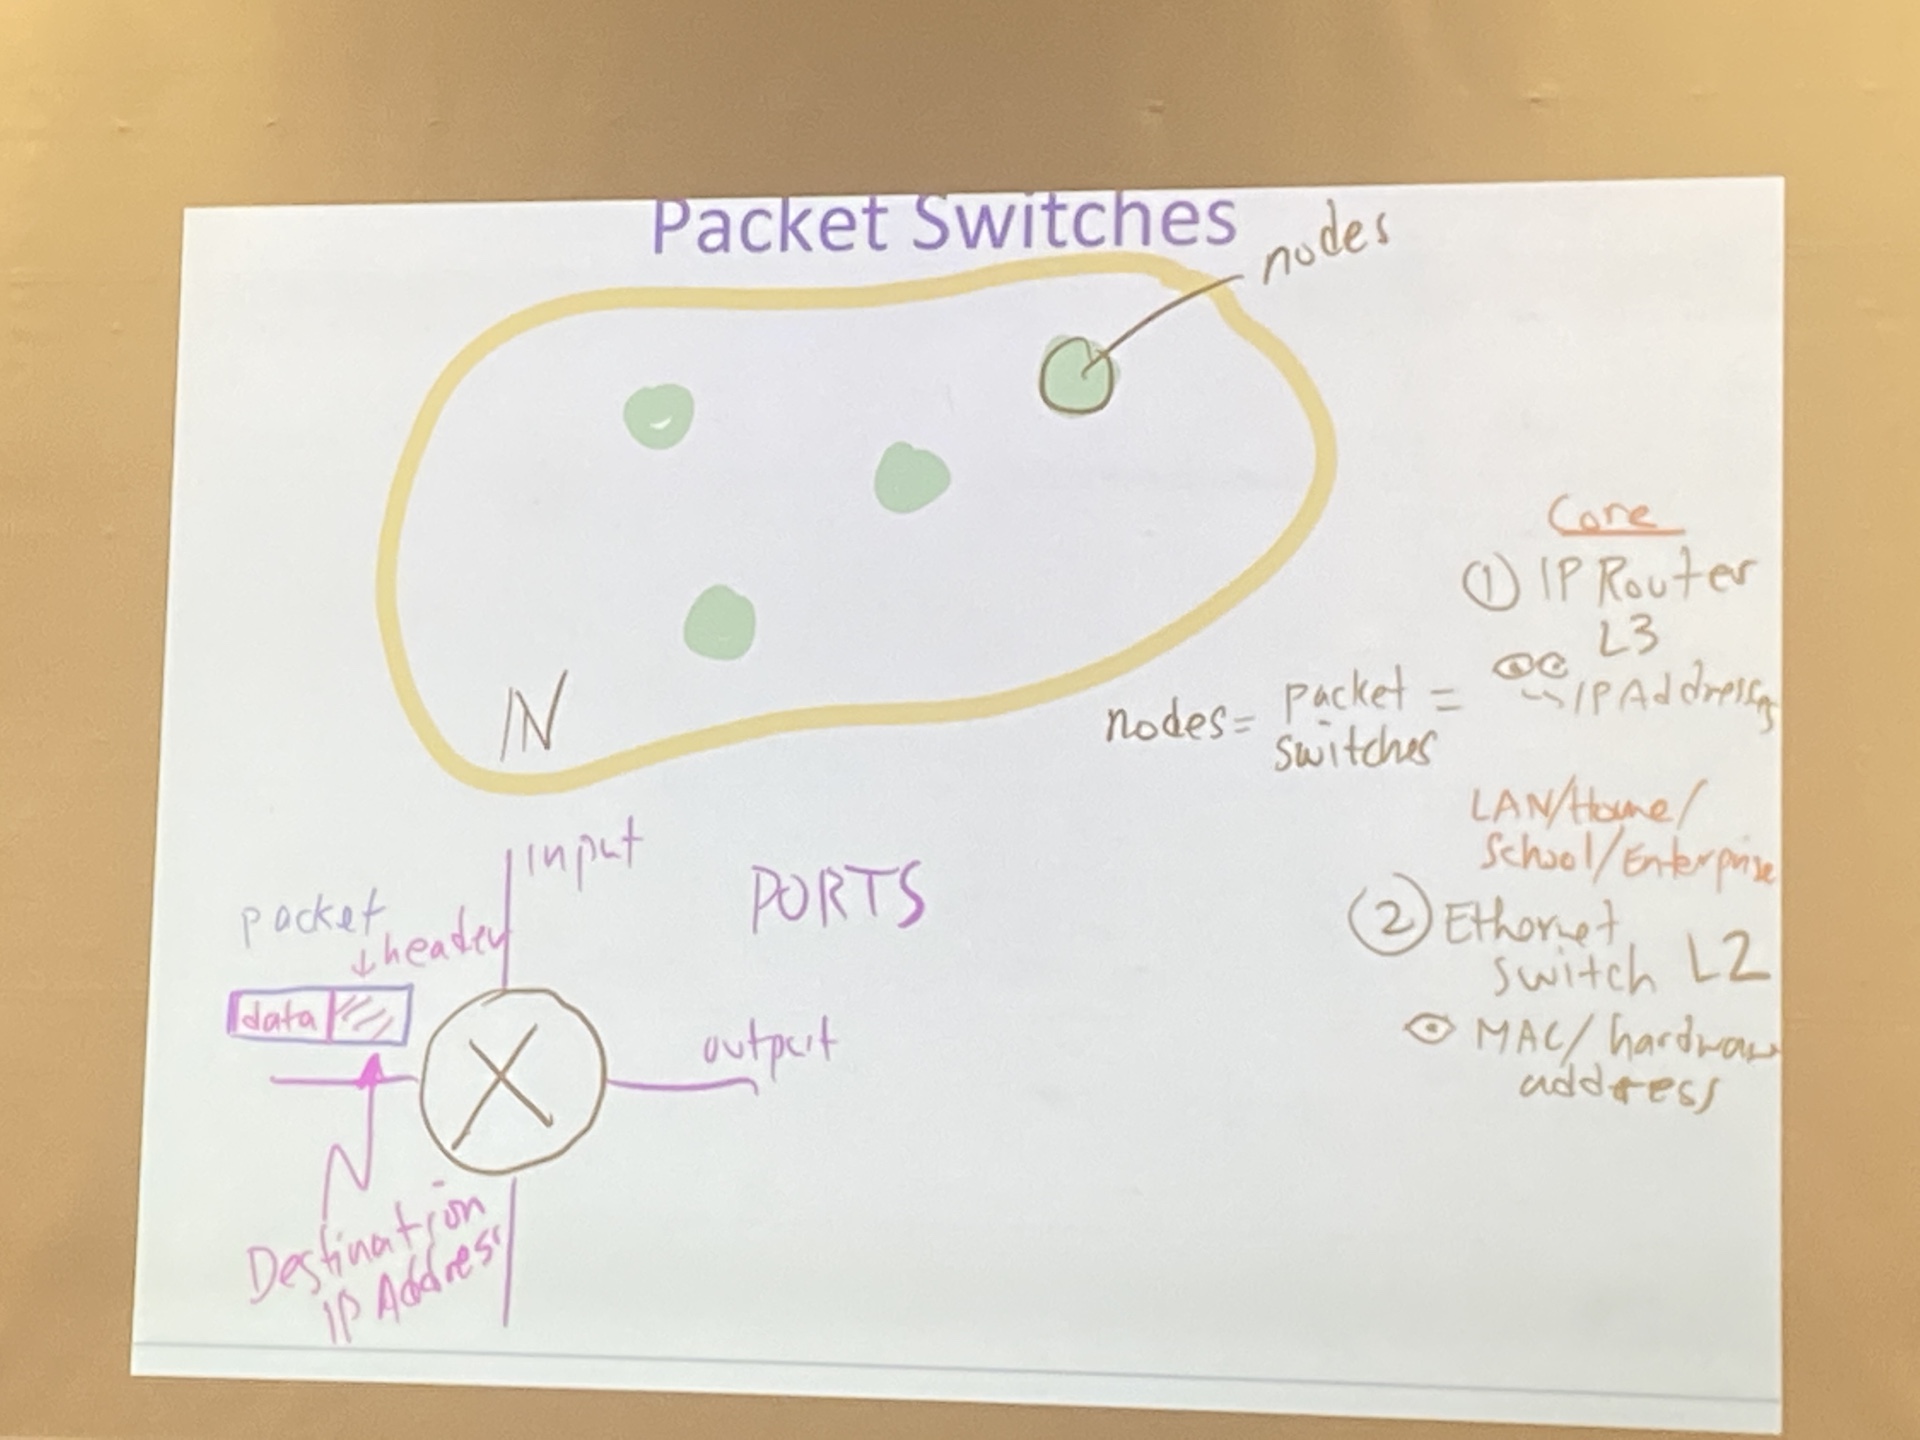 Packet Switches
nodes
N
nodes = packet switches =
Core
① IP Router
L3
IP Addresses
LAN/Home/
School/Enterprise
② Ethernet
switch L2
MAC/hardware
address
input
PORTS
packet
header
data
output
Destination
IP Address